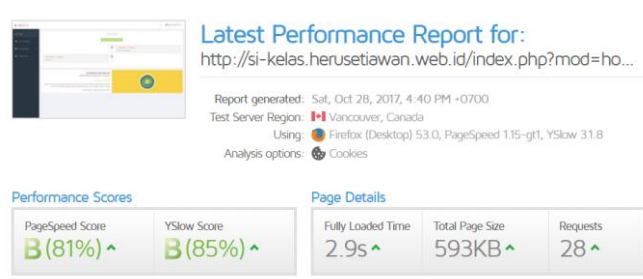 Latest Performance Report for:
http://si-kelas.herusetiawan.web.id/index.php?mod=ho...
Report generated: Sat, Oct 28, 2017, 4:40 PM +0700
Test Server Region: Vancouver, Canada
Using: Firefox (Desktop) 53.0, PageSpeed 1.15-gt1, YSlow 3.1.8
Analysis options: Cookies
Performance Scores
Page Details
PageSpeed Score
YSlow Score
Fully Loaded Time
Total Page Size
Requests
B (81%)
B (85%)
2.9s
593KB
28